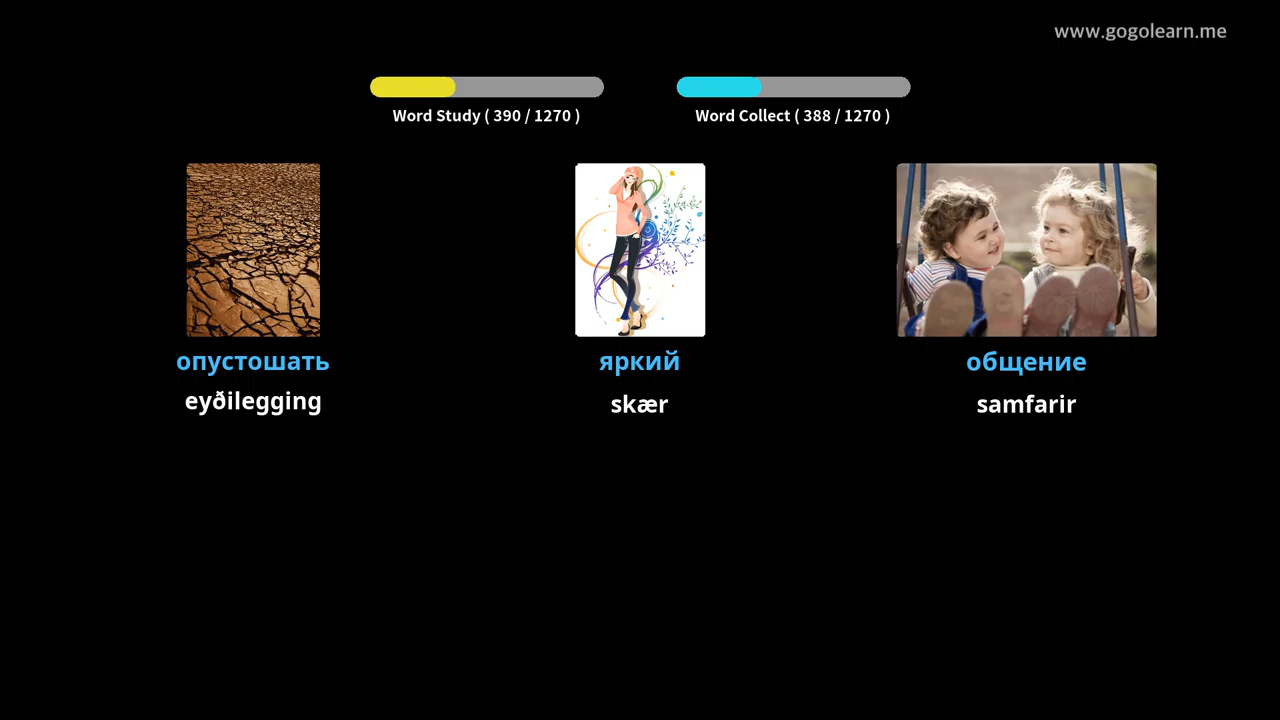 www.gogolearn.me
Word Study ( 390 / 1270 )
Word Collect ( 388 / 1270 )
опустошать
яркий
общение
eyðilegging
skær
samfarir